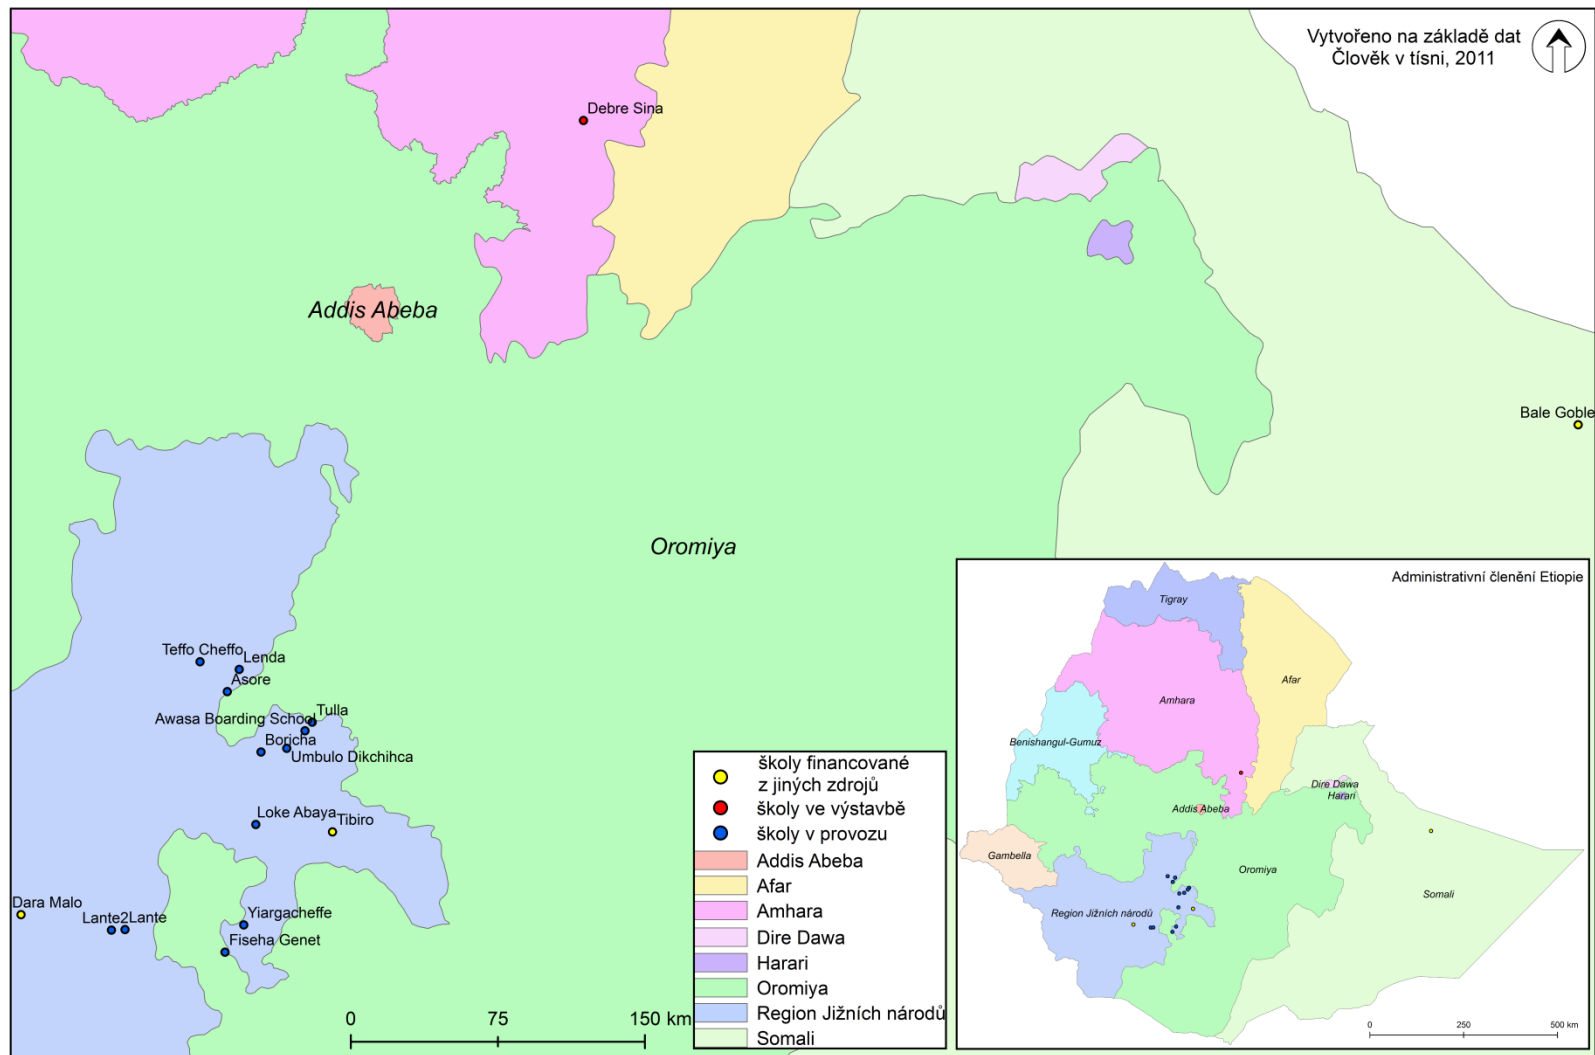 Vytvořeno na základě dat
Člověk v tísni, 2011
Debre Sina
Addis Abeba
Bale Goble
Oromiya
Teffo Cheffo
Lenda
Asore
Awasa Boarding School
Tulla
Boricha
Umbulo Dikchihca
Loke Abaya
Tibiro
Dara Malo
Lante2
Lante
Yiargacheffe
Fiseha Genet
0 75 150 km
školy financované
z jiných zdrojů
školy ve výstavbě
školy v provozu
Addis Abeba
Afar
Amhara
Dire Dawa
Harari
Oromiya
Region Jižních národů
Somali
Administrativní členění Etiopie
Tigray
Afar
Amhara
Benishangul-Gumuz
Dire Dawa
Harari
Addis Abeba
Gambella
Oromiya
Somali
Region Jižních národů
0 250 500 km